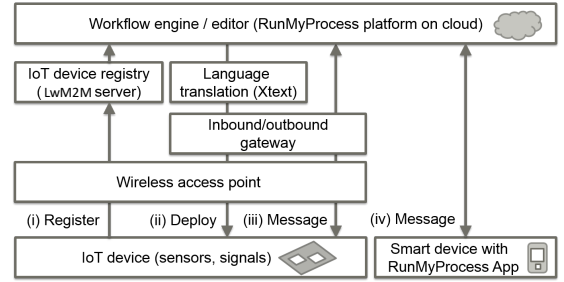 Workflow engine / editor (RunMyProcess platform on cloud)
IoT device registry
(LwM2M server)
Language
translation (Xtext)
Inbound/outbound
gateway
Wireless access point
(i) Register
(ii) Deploy
(iii) Message
(iv) Message
IoT device (sensors, signals)
Smart device with
RunMyProcess App